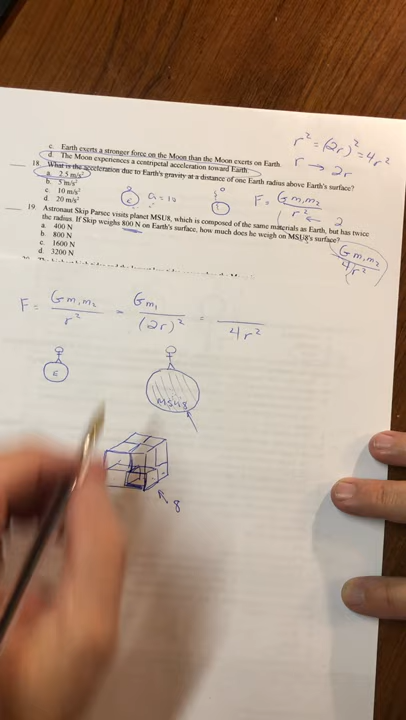 c. Earth exerts a stronger force on the Moon than the Moon exerts on Earth.
d. The Moon experiences a centripetal acceleration toward Earth.
r² = (2r)² = 4r²
r → 2r
18. What is the acceleration due to Earth's gravity at a distance of one Earth radius above Earth's surface?
a. 2.5 m/s²
b. 5 m/s²
c. 10 m/s²
d. 20 m/s²
E a = 10
F = Gm₁m₂ / r² 2
19. Astronaut Skip Parsec visits planet MSU8, which is composed of the same materials as Earth, but has twice
the radius. If Skip weighs 800 N on Earth's surface, how much does he weigh on MSU8's surface?
a. 400 N
b. 800 N
c. 1600 N
d. 3200 N
Gm₁m₂ / 4r²
F = Gm₁m₂ / r² = Gm₁ / (2r)² = / 4r²
E
MSU8
8